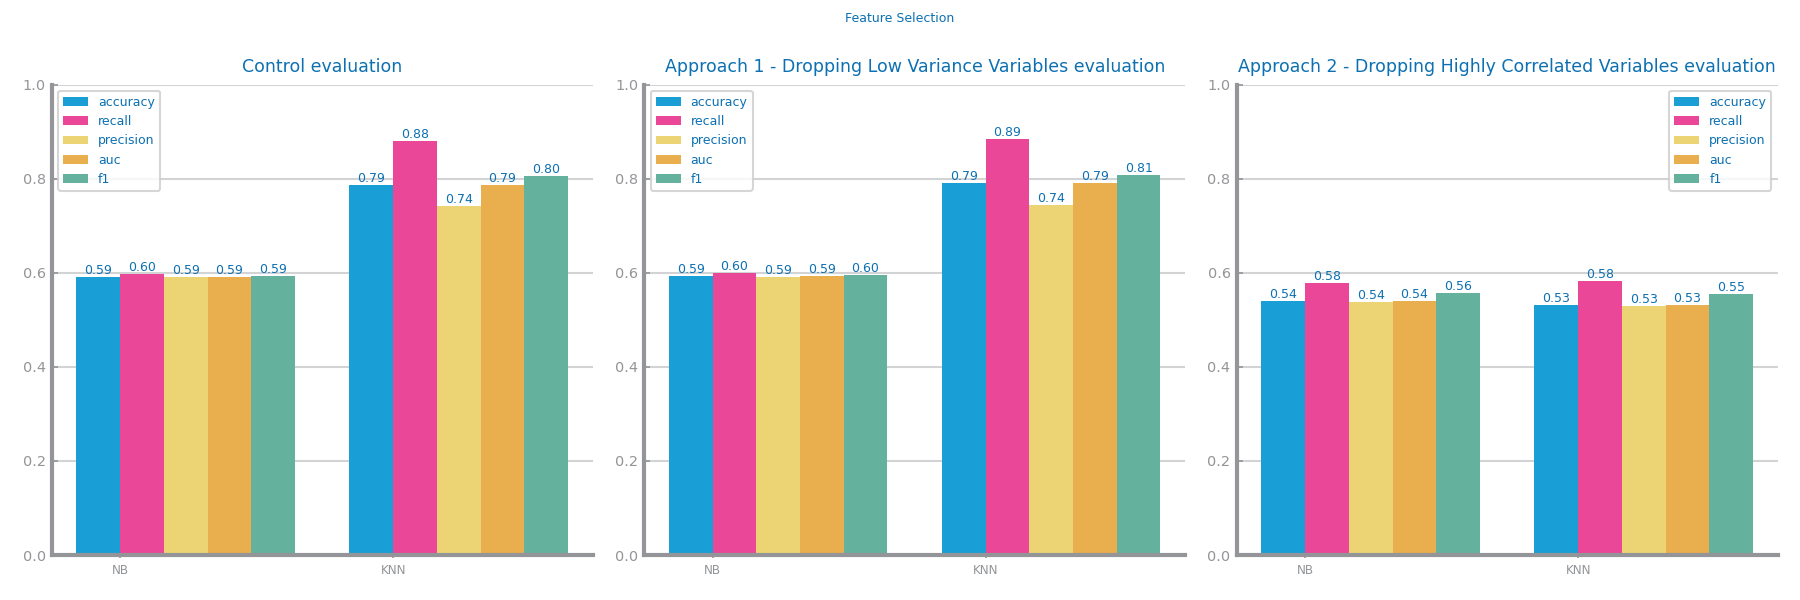 Feature Selection
Control evaluation
1.0
0.8
0.6
0.4
0.2
0.0
accuracy
recall
precision
auc
f1
0.59
0.60
0.59
0.59
0.59
0.79
0.88
0.74
0.79
0.80
NB
KNN
Approach 1 - Dropping Low Variance Variables evaluation
1.0
0.8
0.6
0.4
0.2
0.0
accuracy
recall
precision
auc
f1
0.59
0.60
0.59
0.59
0.60
0.79
0.89
0.74
0.79
0.81
NB
KNN
Approach 2 - Dropping Highly Correlated Variables evaluation
1.0
0.8
0.6
0.4
0.2
0.0
accuracy
recall
precision
auc
f1
0.54
0.58
0.54
0.54
0.56
0.53
0.58
0.53
0.53
0.55
NB
KNN